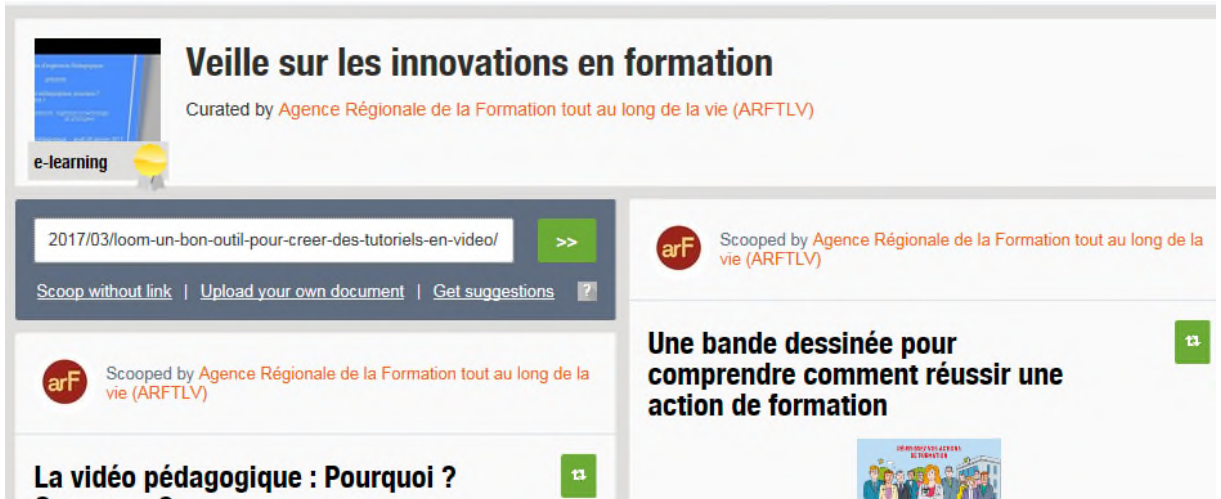 Veille sur les innovations en formation
Curated by Agence Régionale de la Formation tout au long de la vie (ARFTLV)
e-learning
2017/03/loom-un-bon-outil-pour-creer-des-tutoriels-en-video/
>>
Scoop without link | Upload your own document | Get suggestions ?
arF
Scooped by Agence Régionale de la Formation tout au long de la
vie (ARFTLV)
La vidéo pédagogique : Pourquoi ?
arF
Scooped by Agence Régionale de la Formation tout au long de la
vie (ARFTLV)
Une bande dessinée pour
comprendre comment réussir une
action de formation